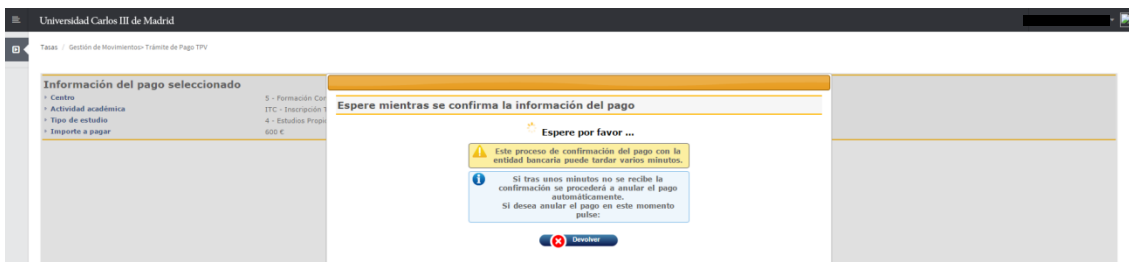 Universidad Carlos III de Madrid
Tasas / Gestión de Movimientos> Trámite de Pago TPV
Información del pago seleccionado
Centro
5 - Formación Con
Actividad académica
ITC - Inscripción T
Tipo de estudio
4 - Estudios Propio
Importe a pagar
600 €
Espere mientras se confirma la información del pago
Espere por favor ...
Este proceso de confirmación del pago con la
entidad bancaria puede tardar varios minutos.
Si tras unos minutos no se recibe la
confirmación se procederá a anular el pago
automáticamente.
Si desea anular el pago en este momento
pulse:
Devolver